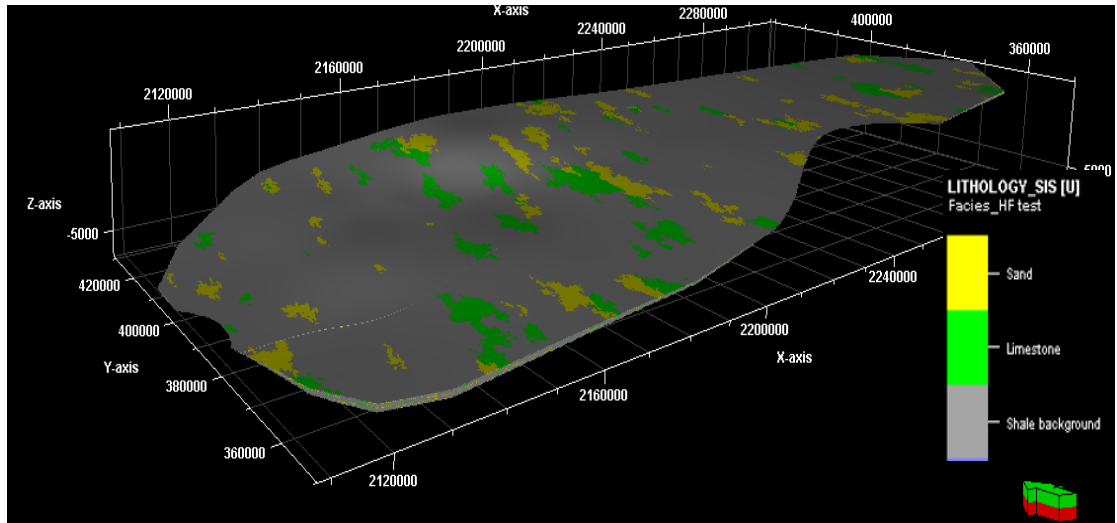 X-axis
2280000
400000
2240000
360000
2200000
2160000
2120000
-5000
Z-axis
-5000
420000
400000
Y-axis
380000
360000
2120000
2160000
X-axis
2200000
2240000
LITHOLOGY_SIS [U]
Facies_HF test
Sand
Limestone
Shale background